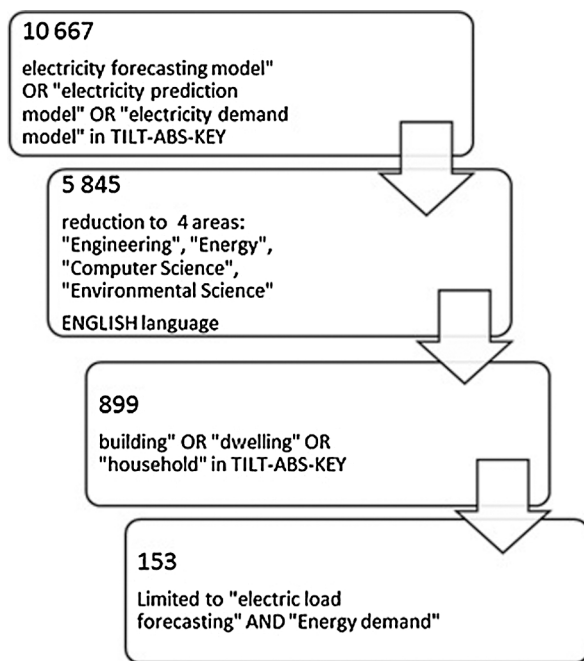 10 667
electricity forecasting model"
OR "electricity prediction
model" OR "electricity demand
model" in TILT-ABS-KEY
5 845
reduction to 4 areas:
"Engineering", "Energy",
"Computer Science",
"Environmental Science"
ENGLISH language
899
building" OR "dwelling" OR
"household" in TILT-ABS-KEY
153
Limited to "electric load
forecasting" AND "Energy demand"